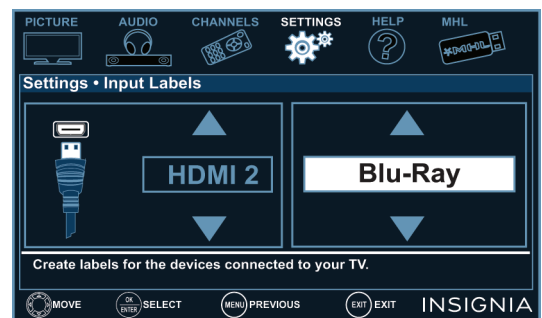 PICTURE AUDIO CHANNELS SETTINGS HELP MHL
MHL
Settings • Input Labels
HDMI 2
Blu-Ray
Create labels for the devices connected to your TV.
MOVE OK ENTER SELECT MENU PREVIOUS EXIT EXIT INSIGNIA